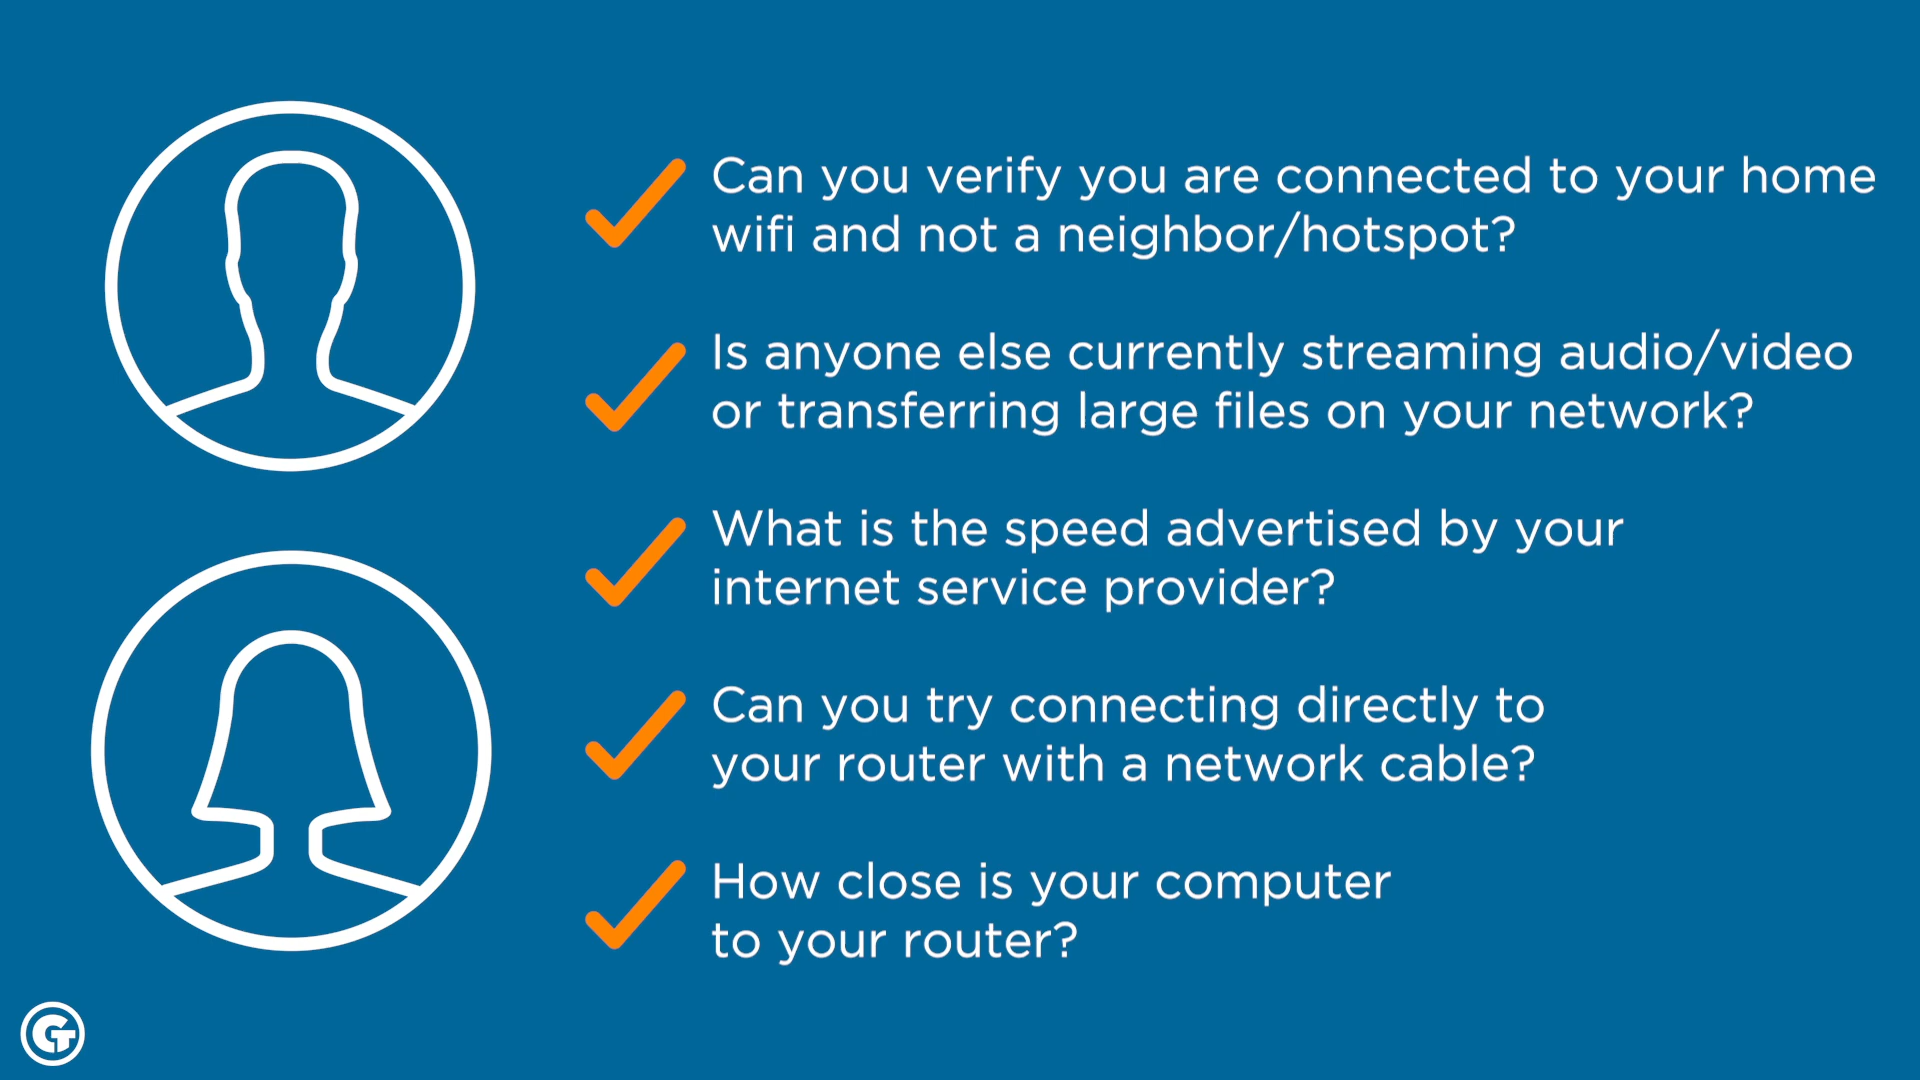 Can you verify you are connected to your home
wifi and not a neighbor/hotspot?
Is anyone else currently streaming audio/video
or transferring large files on your network?
What is the speed advertised by your
internet service provider?
Can you try connecting directly to
your router with a network cable?
How close is your computer
to your router?
G